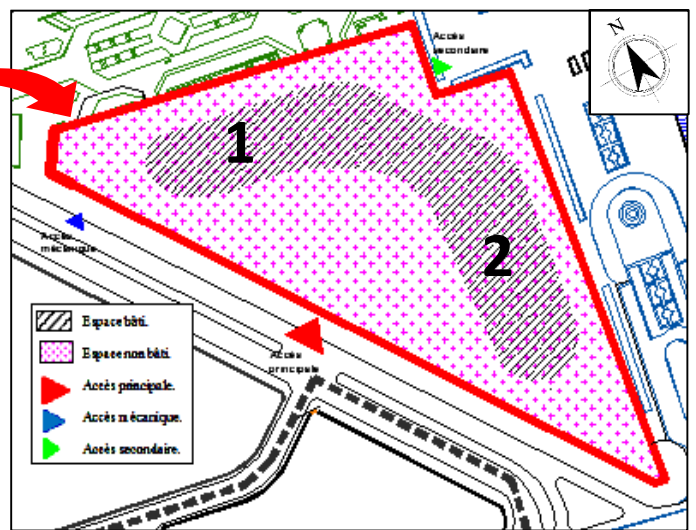 N
Accès
secondaire
1
2
Accès
mécanique
Accès
principale
Espace bâti.
Espace non bâti.
Accès principale.
Accès mécanique.
Accès secondaire.